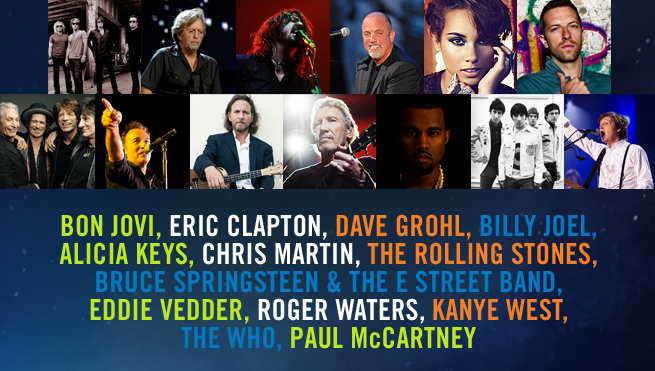 BON JOVI, ERIC CLAPTON, DAVE GROHL, BILLY JOEL,
ALICIA KEYS, CHRIS MARTIN, THE ROLLING STONES,
BRUCE SPRINGSTEEN & THE E STREET BAND,
EDDIE VEDDER, ROGER WATERS, KANYE WEST,
THE WHO, PAUL McCARTNEY